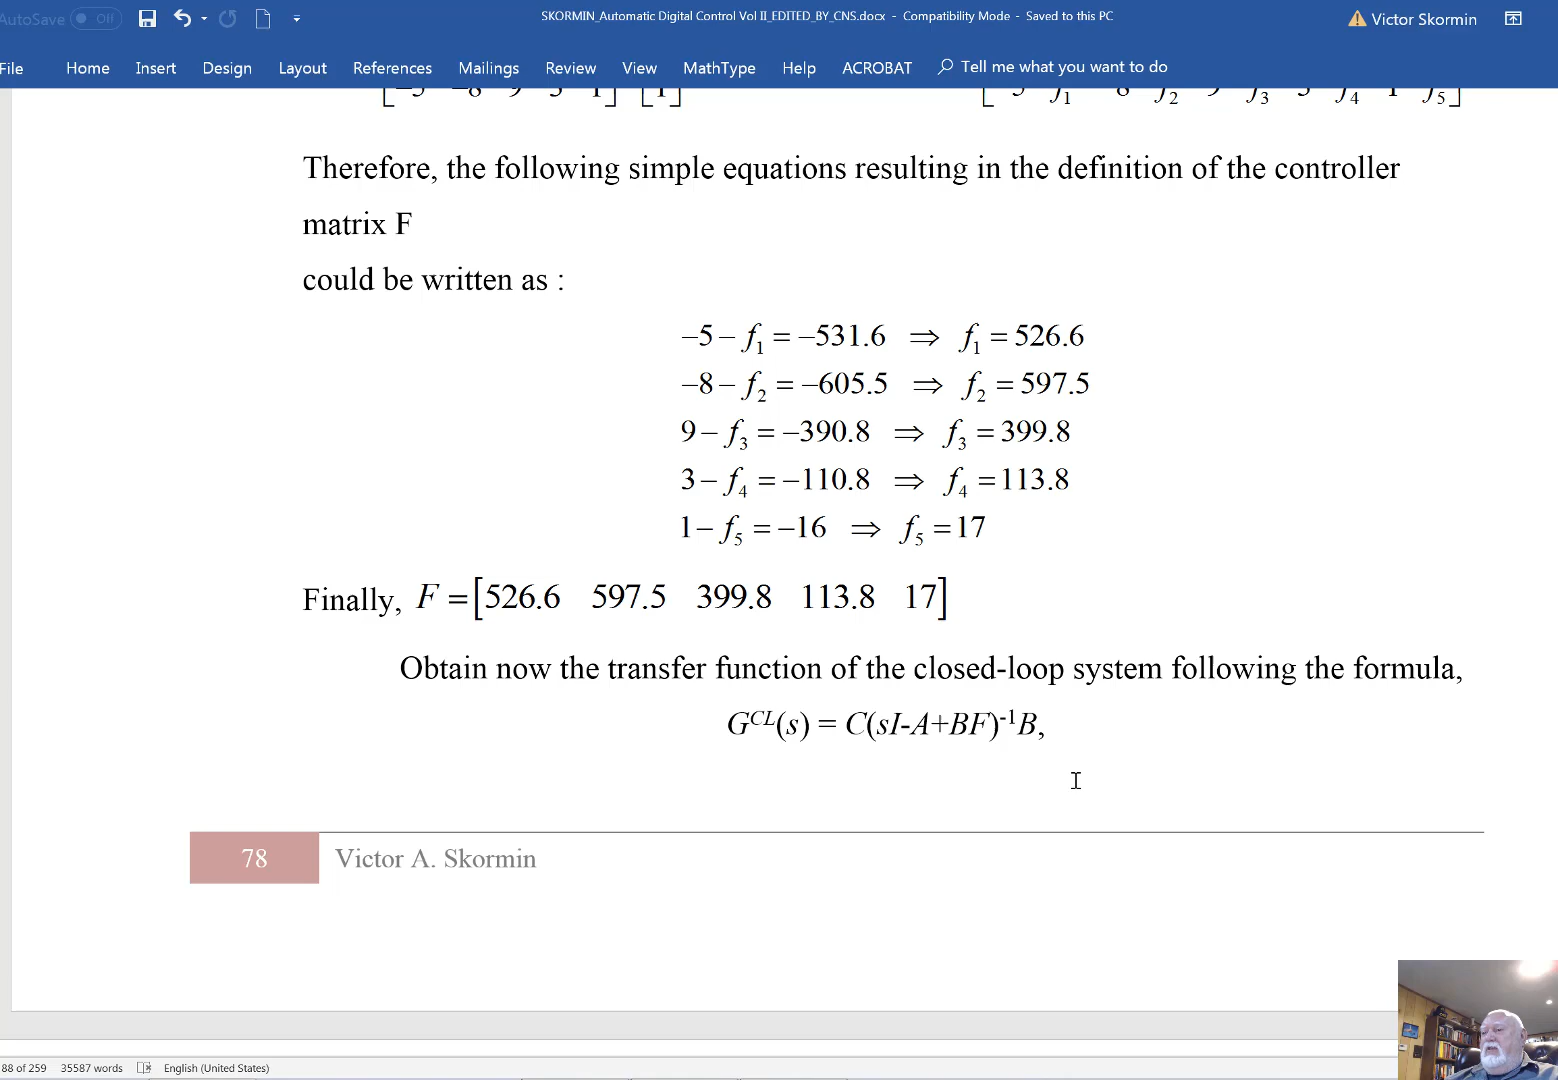 AutoSave Off
SKORMIN_Automatic Digital Control Vol II_EDITED_BY_CNS.docx - Compatibility Mode - Saved to this PC
Victor Skormin
File Home Insert Design Layout References Mailings Review View MathType Help ACROBAT Tell me what you want to do
Therefore, the following simple equations resulting in the definition of the controller
matrix F
could be written as :
–5 – f₁ = –531.6 ⇒ f₁ = 526.6
–8 – f₂ = –605.5 ⇒ f₂ = 597.5
9 – f₃ = –390.8 ⇒ f₃ = 399.8
3 – f₄ = –110.8 ⇒ f₄ = 113.8
1 – f₅ = –16 ⇒ f₅ = 17
Finally, F = [526.6 597.5 399.8 113.8 17]
Obtain now the transfer function of the closed-loop system following the formula,
G^CL(s) = C(sI-A+BF)⁻¹B,
78 Victor A. Skormin
88 of 259 35587 words English (United States)